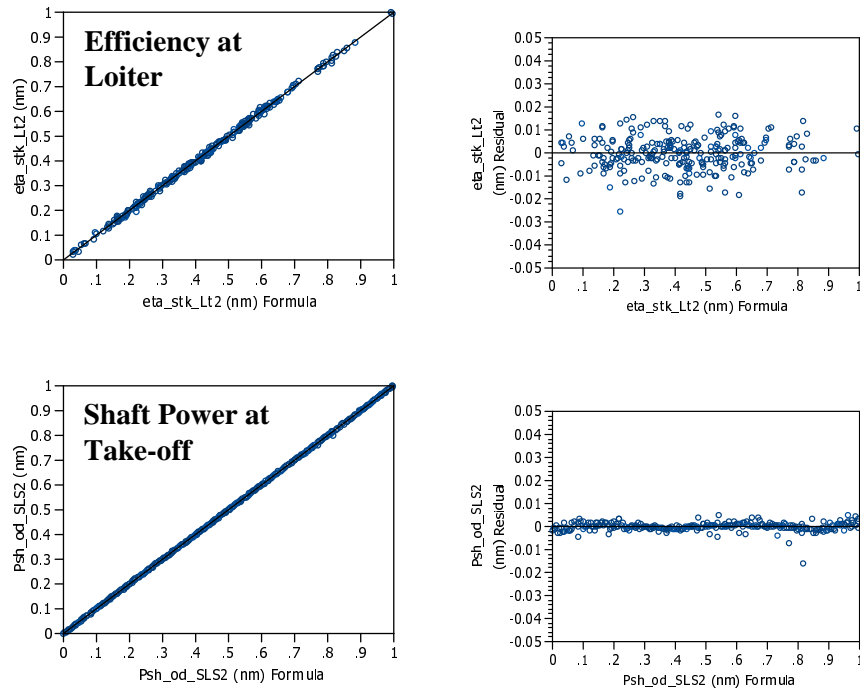 Efficiency at
Loiter
eta_stk_Lt2 (nm)
1
0.9
0.8
0.7
0.6
0.5
0.4
0.3
0.2
0.1
0
0 .1 .2 .3 .4 .5 .6 .7 .8 .9 1
eta_stk_Lt2 (nm) Formula
eta_stk_Lt2
(nm) Residual
0.05
0.04
0.03
0.02
0.01
0
-0.01
-0.02
-0.03
-0.04
-0.05
0 .1 .2 .3 .4 .5 .6 .7 .8 .9 1
eta_stk_Lt2 (nm) Formula
Shaft Power at
Take-off
Psh_od_SLS2 (nm)
1
0.9
0.8
0.7
0.6
0.5
0.4
0.3
0.2
0.1
0
0 .1 .2 .3 .4 .5 .6 .7 .8 .9 1
Psh_od_SLS2 (nm) Formula
Psh_od_SLS2
(nm) Residual
0.05
0.04
0.03
0.02
0.01
0
-0.01
-0.02
-0.03
-0.04
-0.05
0 .1 .2 .3 .4 .5 .6 .7 .8 .9 1
Psh_od_SLS2 (nm) Formula